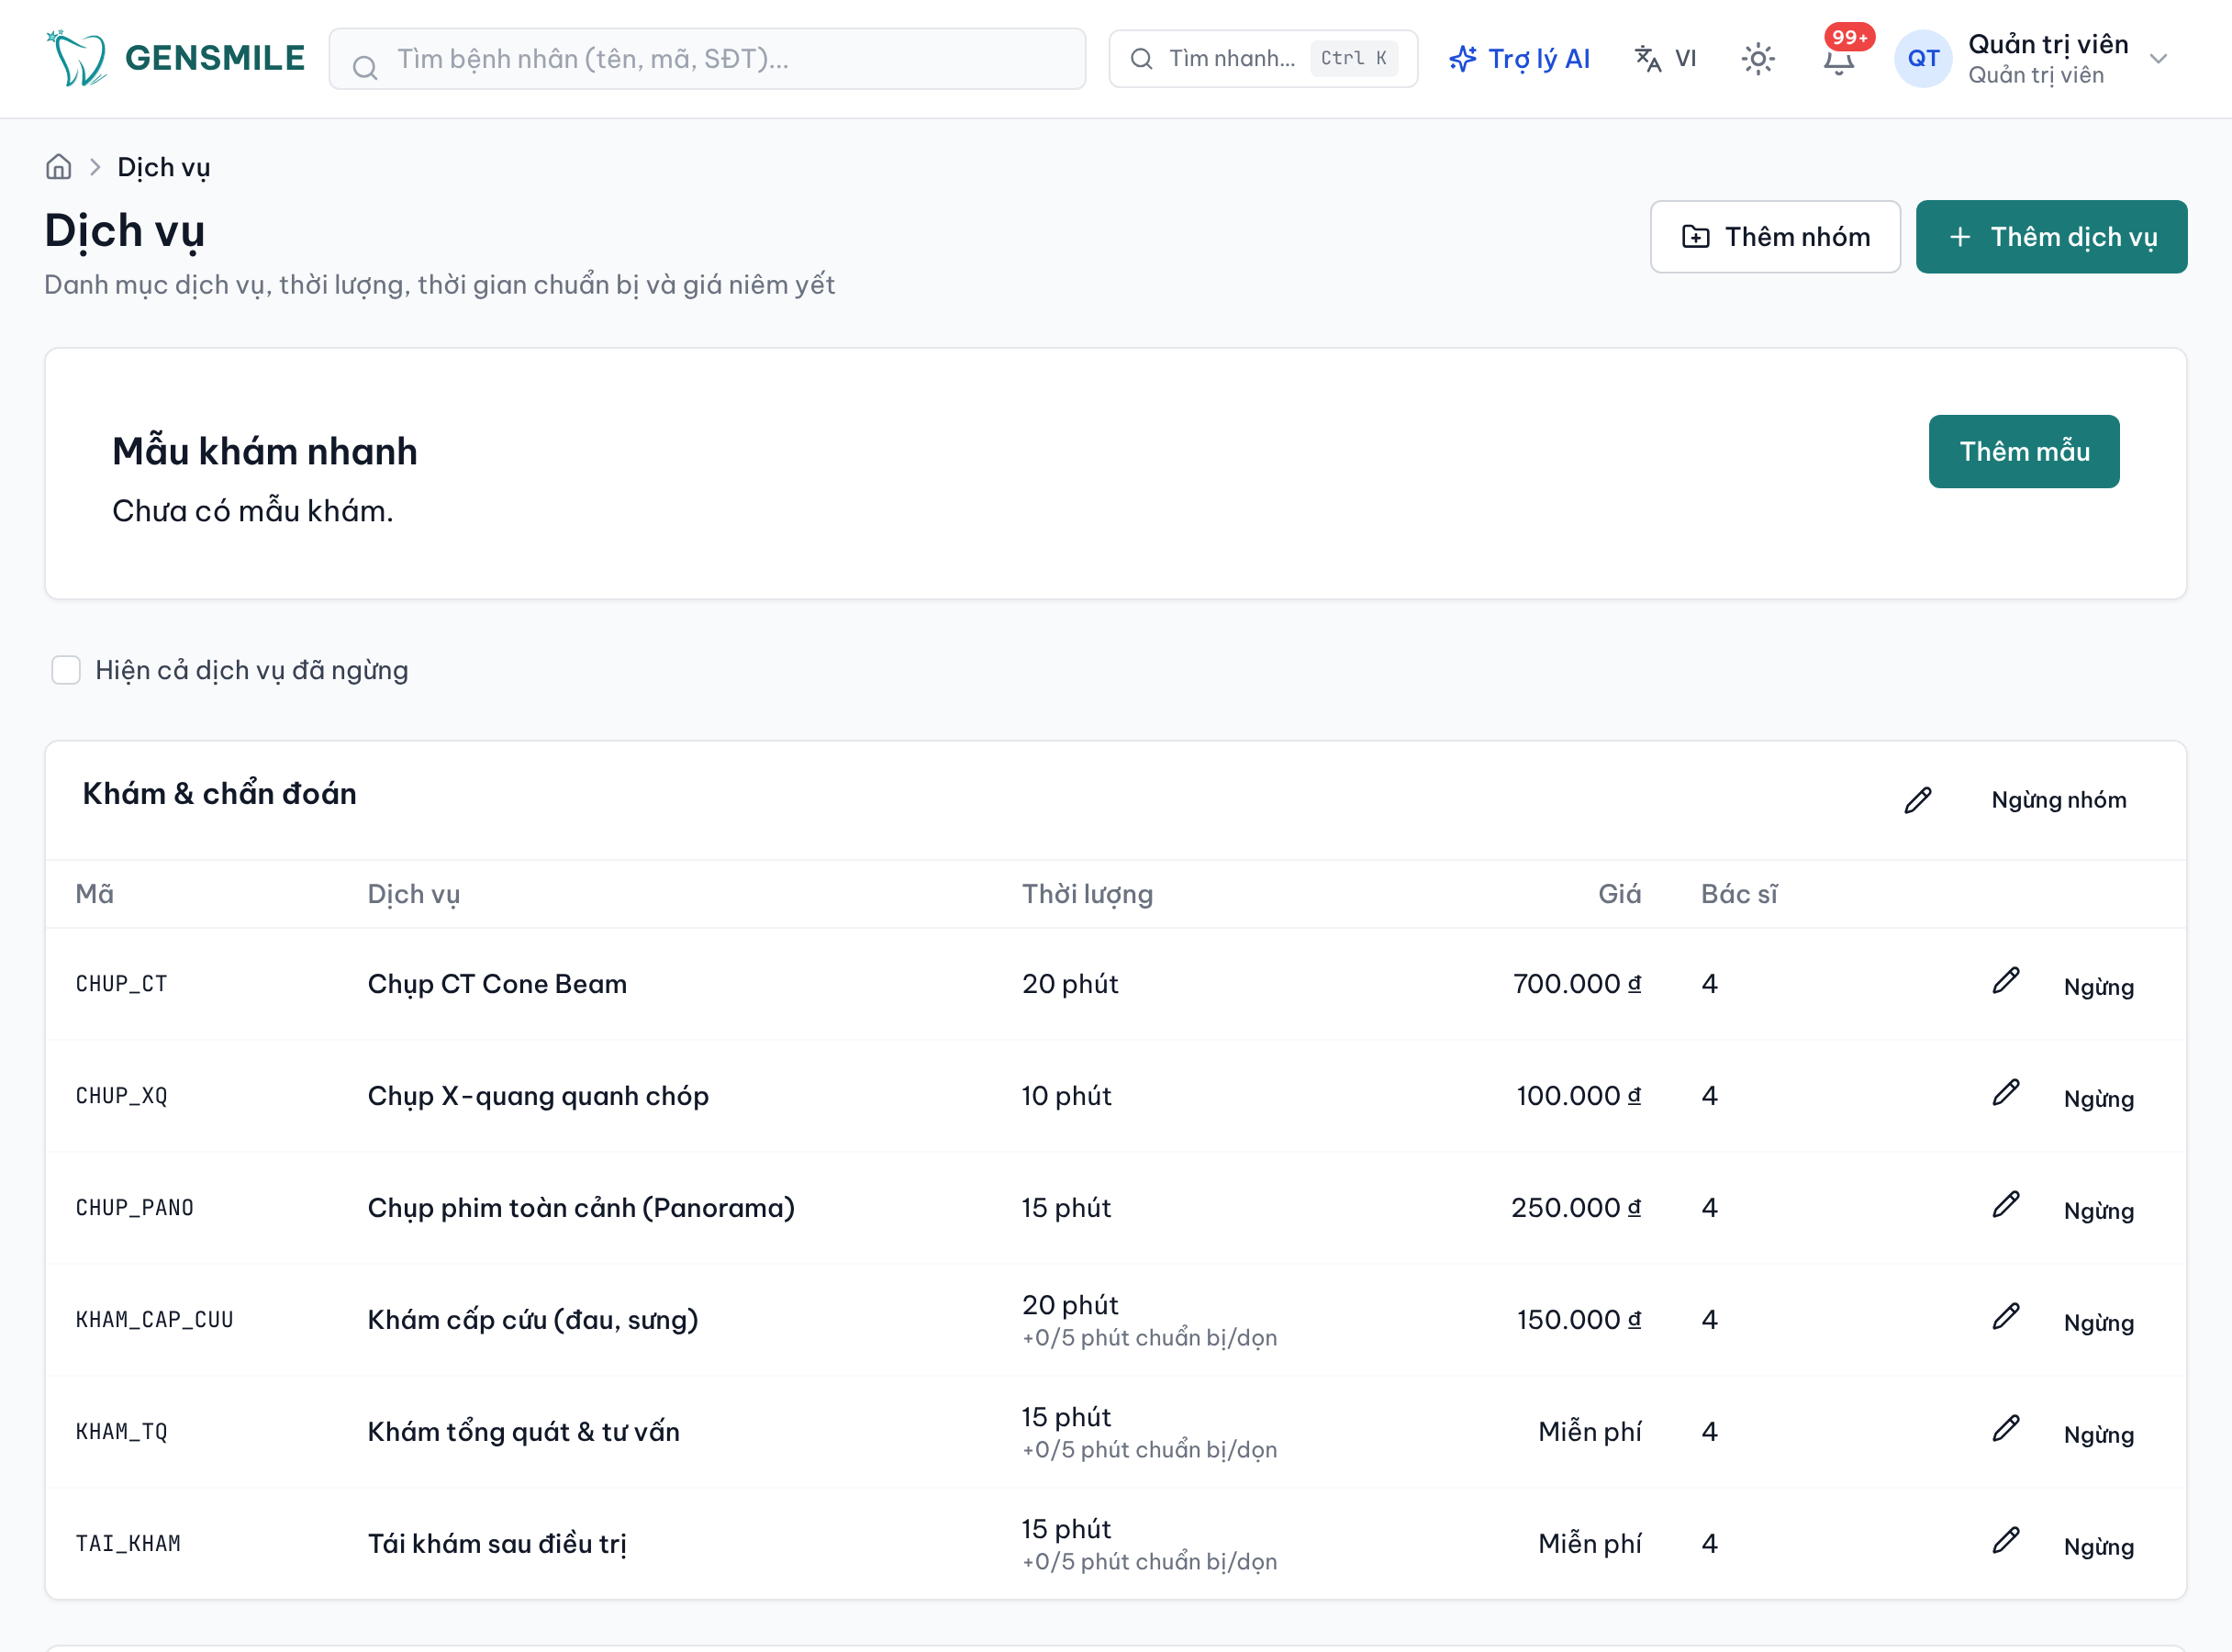 GENSMILE
Tìm bệnh nhân (tên, mã, SĐT)...
Tìm nhanh... Ctrl K
Trợ lý AI
VI
99+
QT
Quản trị viên
Quản trị viên
Dịch vụ
Dịch vụ
Danh mục dịch vụ, thời lượng, thời gian chuẩn bị và giá niêm yết
Thêm nhóm
Thêm dịch vụ
Mẫu khám nhanh
Chưa có mẫu khám.
Thêm mẫu
Hiện cả dịch vụ đã ngừng
Khám & chẩn đoán
Ngừng nhóm
Mã Dịch vụ Thời lượng Giá Bác sĩ
CHUP_CT Chụp CT Cone Beam 20 phút 700.000 ₫ 4 Ngừng
CHUP_XQ Chụp X-quang quanh chóp 10 phút 100.000 ₫ 4 Ngừng
CHUP_PANO Chụp phim toàn cảnh (Panorama) 15 phút 250.000 ₫ 4 Ngừng
KHAM_CAP_CUU Khám cấp cứu (đau, sưng) 20 phút 150.000 ₫ 4 Ngừng
+0/5 phút chuẩn bị/dọn
KHAM_TQ Khám tổng quát & tư vấn 15 phút Miễn phí 4 Ngừng
+0/5 phút chuẩn bị/dọn
TAI_KHAM Tái khám sau điều trị 15 phút Miễn phí 4 Ngừng
+0/5 phút chuẩn bị/dọn